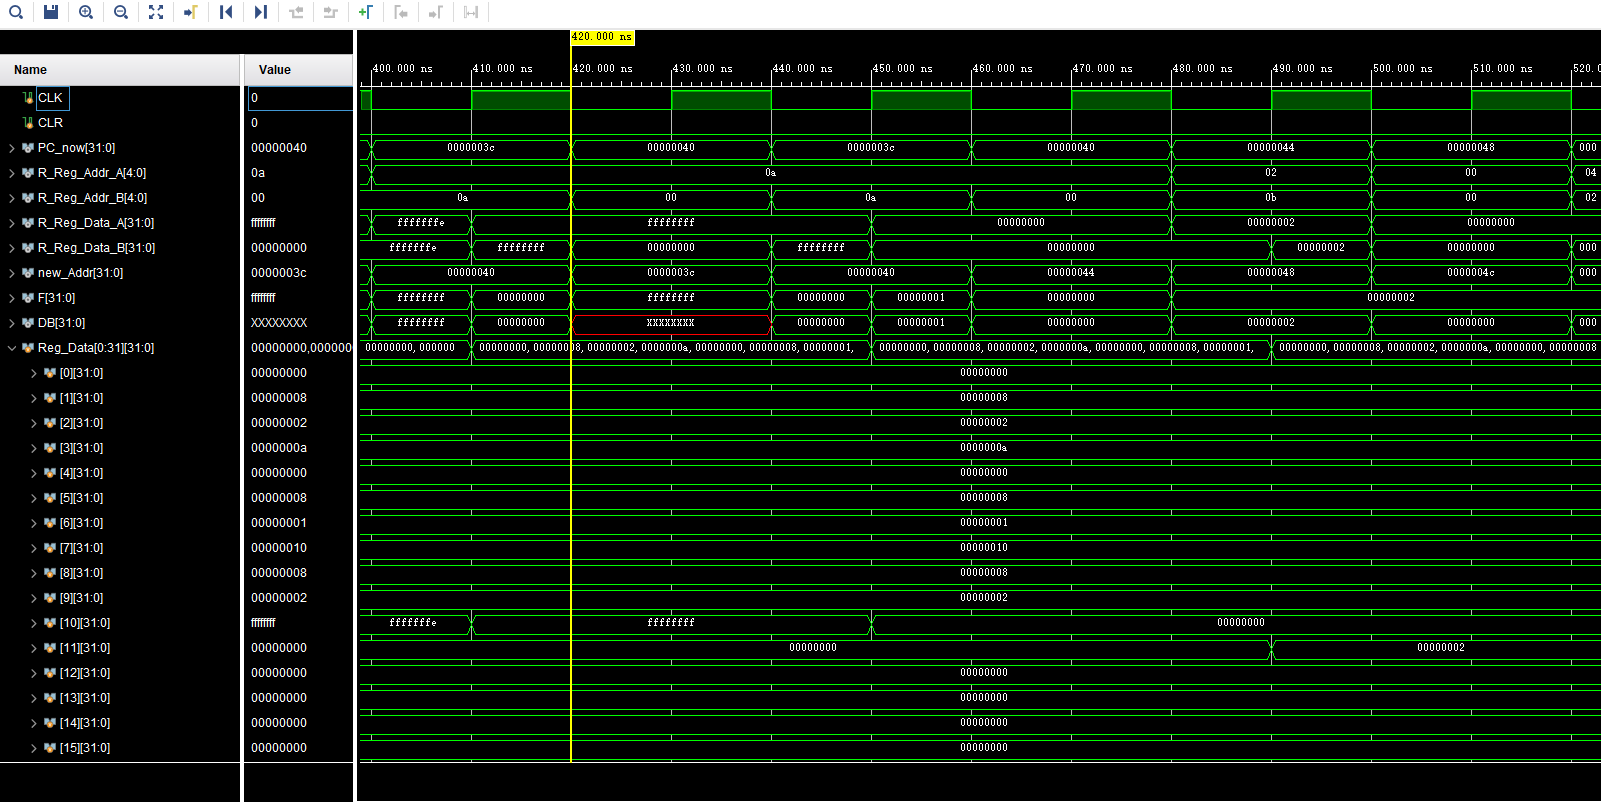 420.000 ns
Name Value
400.000 ns 410.000 ns 420.000 ns 430.000 ns 440.000 ns 450.000 ns 460.000 ns 470.000 ns 480.000 ns 490.000 ns 500.000 ns 510.000 ns 520.0
CLK 0
CLR 0
PC_now[31:0] 00000040 0000003c 00000040 0000003c 00000040 00000044 00000048 000
R_Reg_Addr_A[4:0] 0a 0a 02 00 04
R_Reg_Addr_B[4:0] 00 0a 00 0a 00 0b 00 02
R_Reg_Data_A[31:0] ffffffff fffffffe ffffffff 00000000 00000002 00000000
R_Reg_Data_B[31:0] 00000000 fffffffe ffffffff 00000000 ffffffff 00000000 00000002 00000000 000
new_Addr[31:0] 0000003c 00000040 0000003c 00000040 00000044 00000048 0000004c 000
F[31:0] ffffffff ffffffff 00000000 ffffffff 00000000 00000001 00000000 00000002
DB[31:0] XXXXXXXX ffffffff 00000000 XXXXXXXX 00000000 00000001 00000000 00000002 00000000 000
Reg_Data[0:31][31:0] 00000000,0000000 00000000,000000 00000000,00000008,00000002,0000000a,00000000,00000008,00000001, 00000000,00000008,00000002,0000000a,00000000,00000008,00000001, 00000000,00000008,00000002,0000000a,00000000,00000008
[0][31:0] 00000000 00000000
[1][31:0] 00000008 00000008
[2][31:0] 00000002 00000002
[3][31:0] 0000000a 0000000a
[4][31:0] 00000000 00000000
[5][31:0] 00000008 00000008
[6][31:0] 00000001 00000001
[7][31:0] 00000010 00000010
[8][31:0] 00000008 00000008
[9][31:0] 00000002 00000002
[10][31:0] ffffffff fffffffe ffffffff 00000000
[11][31:0] 00000000 00000000 00000002
[12][31:0] 00000000 00000000
[13][31:0] 00000000 00000000
[14][31:0] 00000000 00000000
[15][31:0] 00000000 00000000